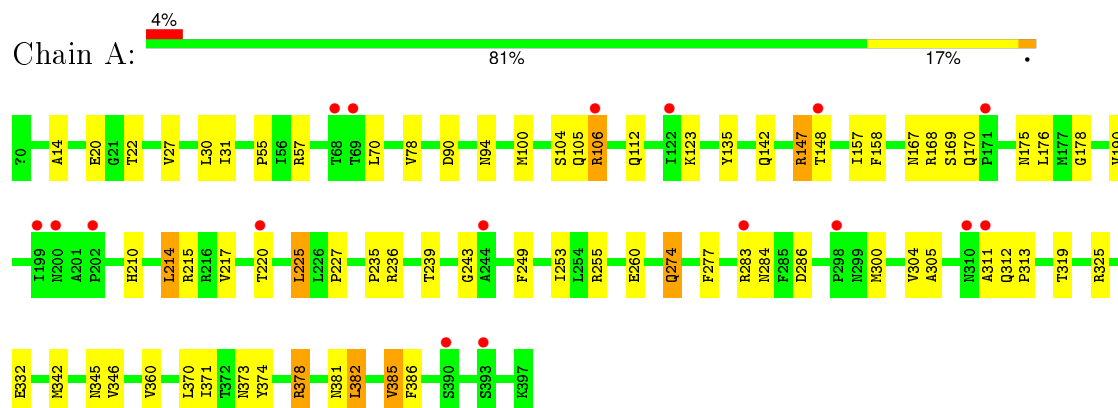 4%
Chain A:
81% 17% •
?0 A14 E20 G21 T22 V27 L30 I31 P55 I56 R57 T68 T69 L70 V78 D90 N94 M100 S104 Q105 R106 Q112 I122 K123 Y135 Q142 R147 T148 I157 F158 N167 R168 S169 Q170 P171 N175 L176 M177 G178
I199 N200 A201 P202 H210 L214 R215 R216 V217 T220 L225 L226 P227 P235 R236 T239 G243 A244 F249 I253 L254 R255 E260 Q274 F277 R283 N284 F285 D286 P298 N299 M300 V304 A305 N310 A311 Q312 P313 T319 R325
E332 M342 N345 V346 V360 L370 I371 T372 N373 Y374 R378 N381 L382 V385 F386 S390 S393 K397